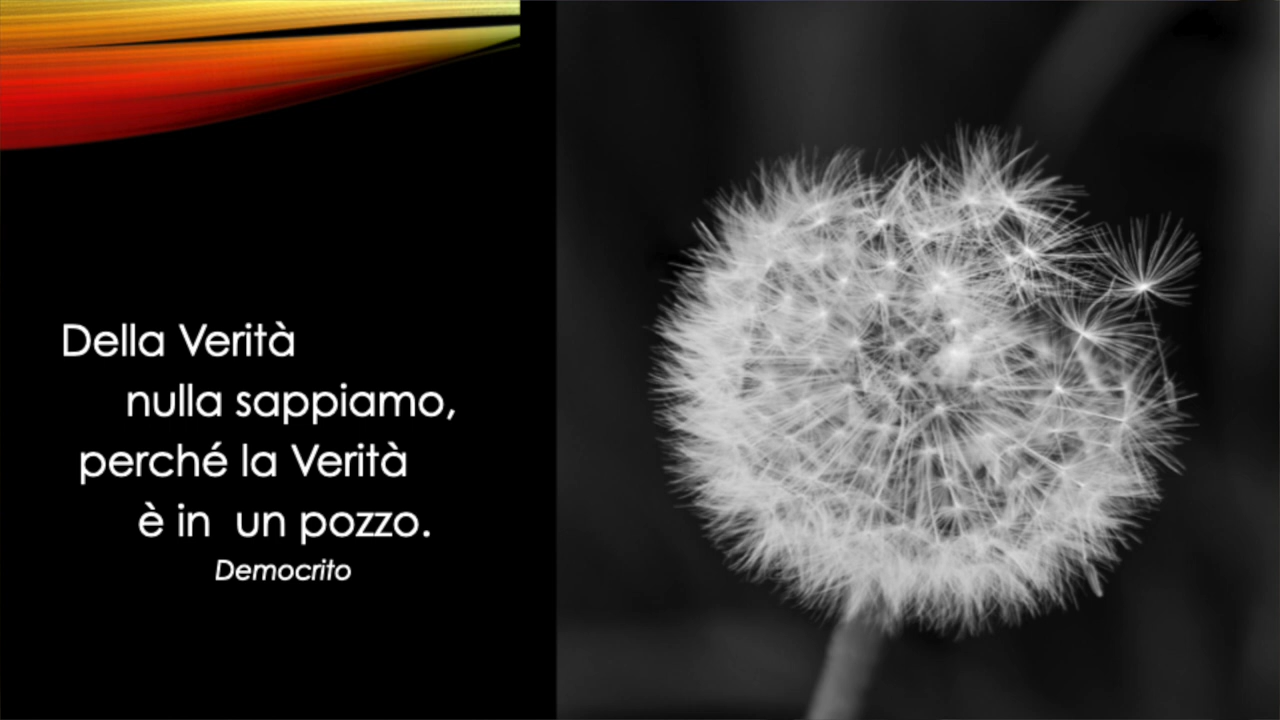 Della Verità
nulla sappiamo,
perché la Verità
è in un pozzo.
Democrito